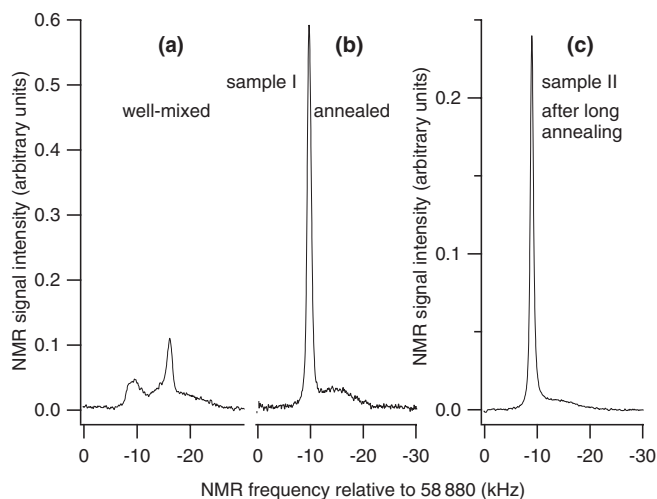 (a)
(b)
(c)
sample I
sample II
well-mixed
annealed
after long
annealing
NMR signal intensity (arbitrary units)
0.6
0.5
0.4
0.3
0.2
0.1
0.0
NMR signal intensity (arbitrary units)
0.2
0.1
0.0
0 -10 -20
0 -10 -20 -30
0 -10 -20 -30
NMR frequency relative to 58 880 (kHz)